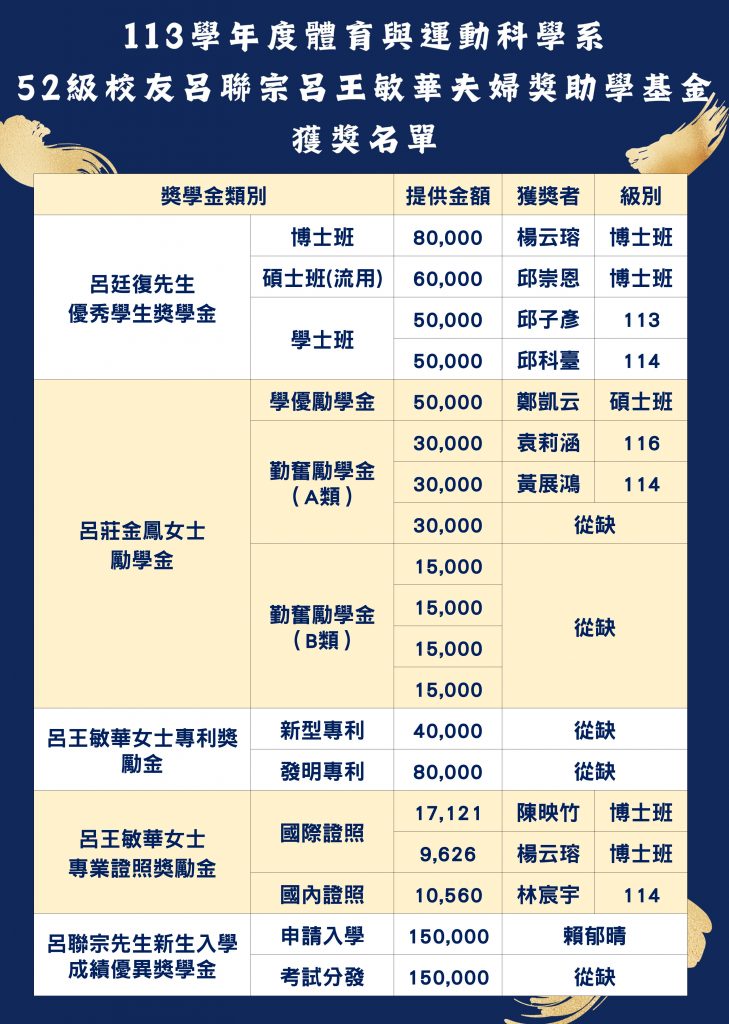 113學年度體育與運動科學系
52級校友呂聯宗呂王敏華夫婦獎助學基金
獲獎名單
獎學金類別 提供金額 獲獎者 級別
呂廷復先生
優秀學生獎學金
博士班 80,000 楊云瑢 博士班
碩士班(流用) 60,000 邱崇恩 博士班
學士班
50,000 邱子彥 113
50,000 邱科臺 114
呂莊金鳳女士
勵學金
學優勵學金 50,000 鄭凱云 碩士班
勤奮勵學金
（A類）
30,000 袁莉涵 116
30,000 黃展鴻 114
30,000 從缺
勤奮勵學金
（B類）
15,000
15,000
15,000
15,000
從缺
呂王敏華女士專利獎
勵金
新型專利 40,000 從缺
發明專利 80,000 從缺
呂王敏華女士
專業證照獎勵金
國際證照
17,121 陳映竹 博士班
9,626 楊云瑢 博士班
國內證照 10,560 林宸宇 114
呂聯宗先生新生入學
成績優異獎學金
申請入學 150,000 賴郁晴
考試分發 150,000 從缺